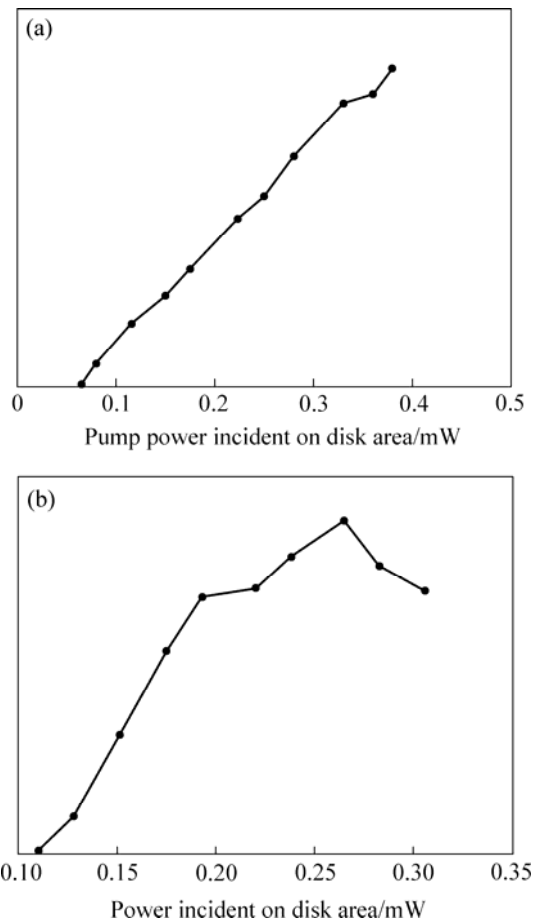 (a)
0 0.1 0.2 0.3 0.4 0.5
Pump power incident on disk area/mW
(b)
0.10 0.15 0.20 0.25 0.30 0.35
Power incident on disk area/mW